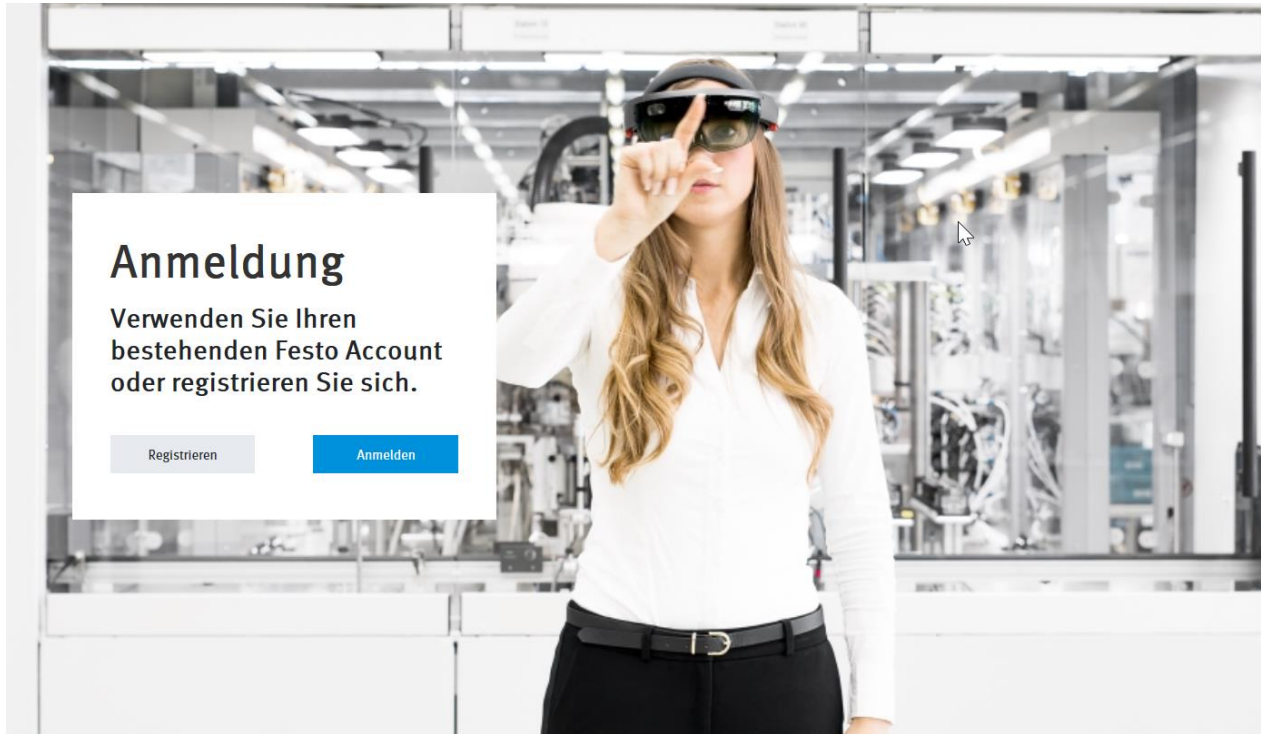 Anmeldung
Verwenden Sie Ihren
bestehenden Festo Account
oder registrieren Sie sich.
Registrieren
Anmelden